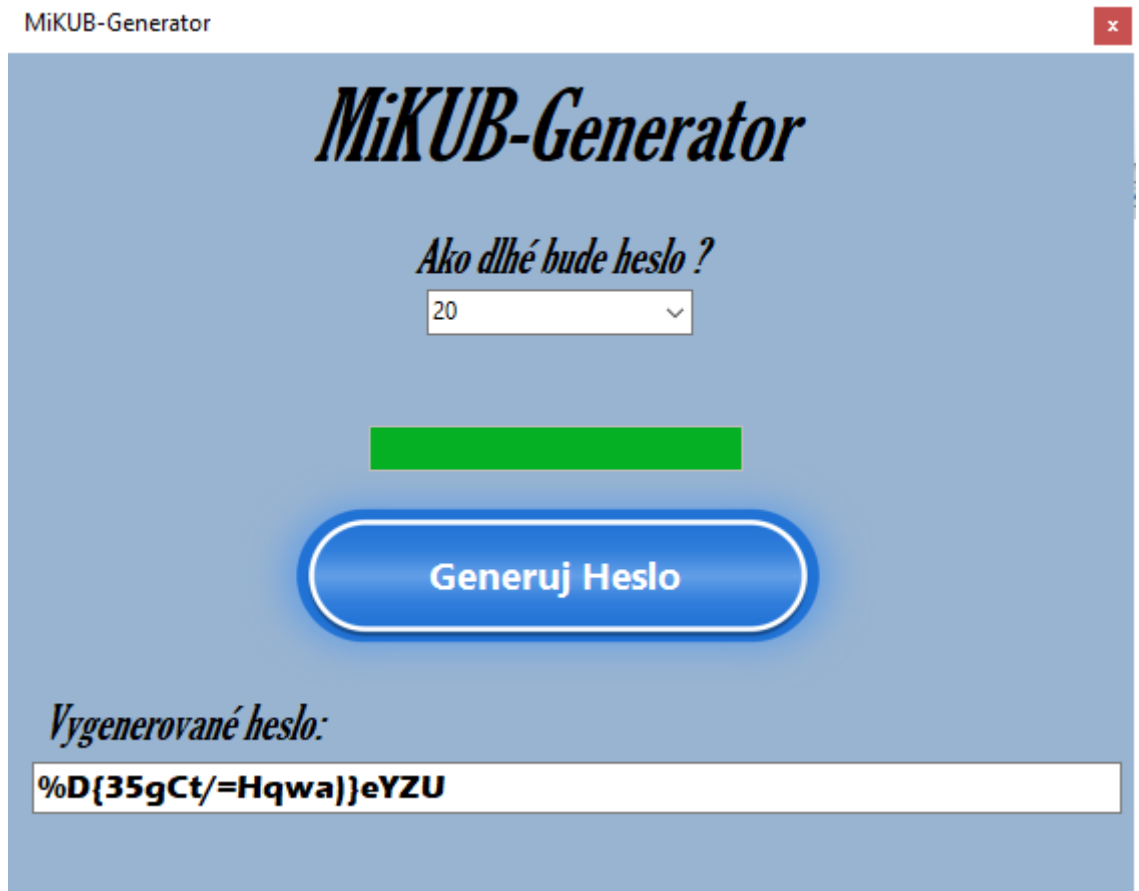 MiKUB-Generator
x
MiKUB-Generator
Ako dlhé bude heslo ?
20
Generuj Heslo
Vygenerované heslo:
%D{35gCt/=Hqwa)}eYZU